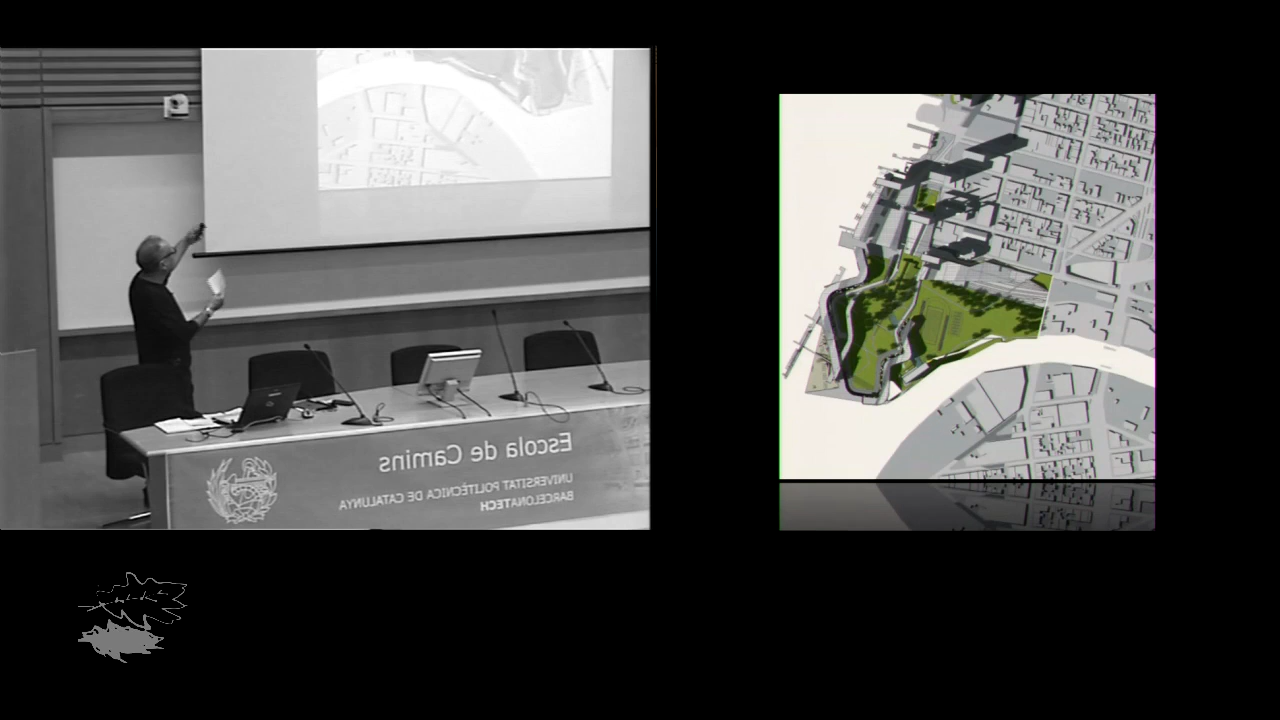 Escola de Camins
UNIVERSITAT POLITÈCNICA DE CATALUNYA
BARCELONATECH